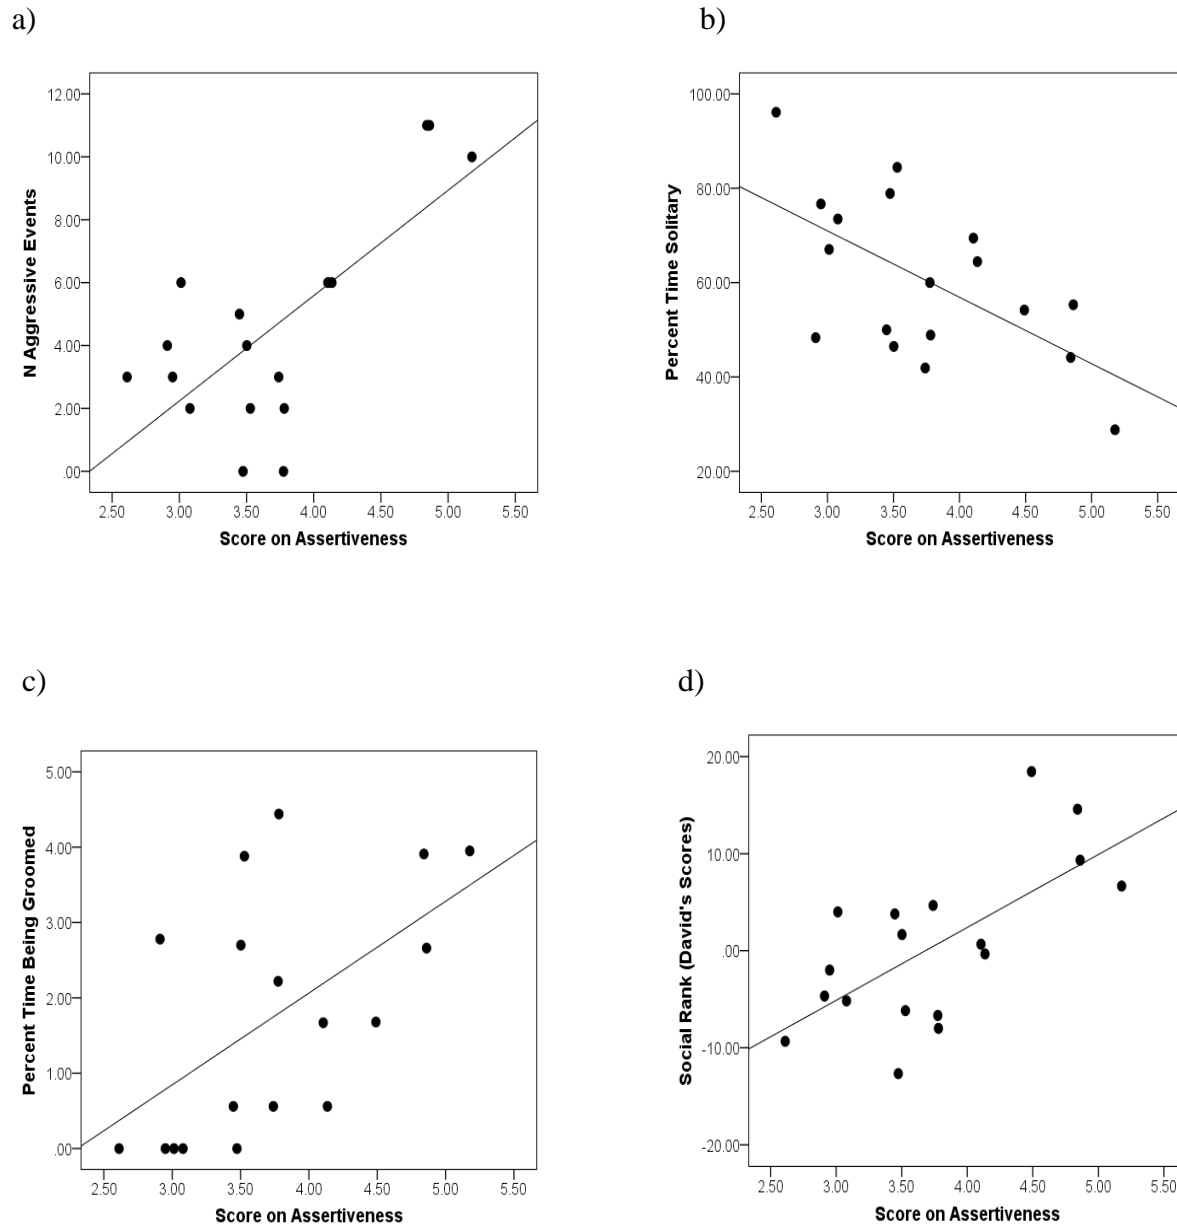 a)
12.00
10.00
8.00
6.00
4.00
2.00
.00
N Aggressive Events
2.50 3.00 3.50 4.00 4.50 5.00 5.50
Score on Assertiveness
b)
100.00
80.00
60.00
40.00
20.00
Percent Time Solitary
2.50 3.00 3.50 4.00 4.50 5.00 5.50
Score on Assertiveness
c)
5.00
4.00
3.00
2.00
1.00
.00
Percent Time Being Groomed
2.50 3.00 3.50 4.00 4.50 5.00 5.50
Score on Assertiveness
d)
20.00
10.00
.00
-10.00
-20.00
Social Rank (David's Scores)
2.50 3.00 3.50 4.00 4.50 5.00 5.50
Score on Assertiveness